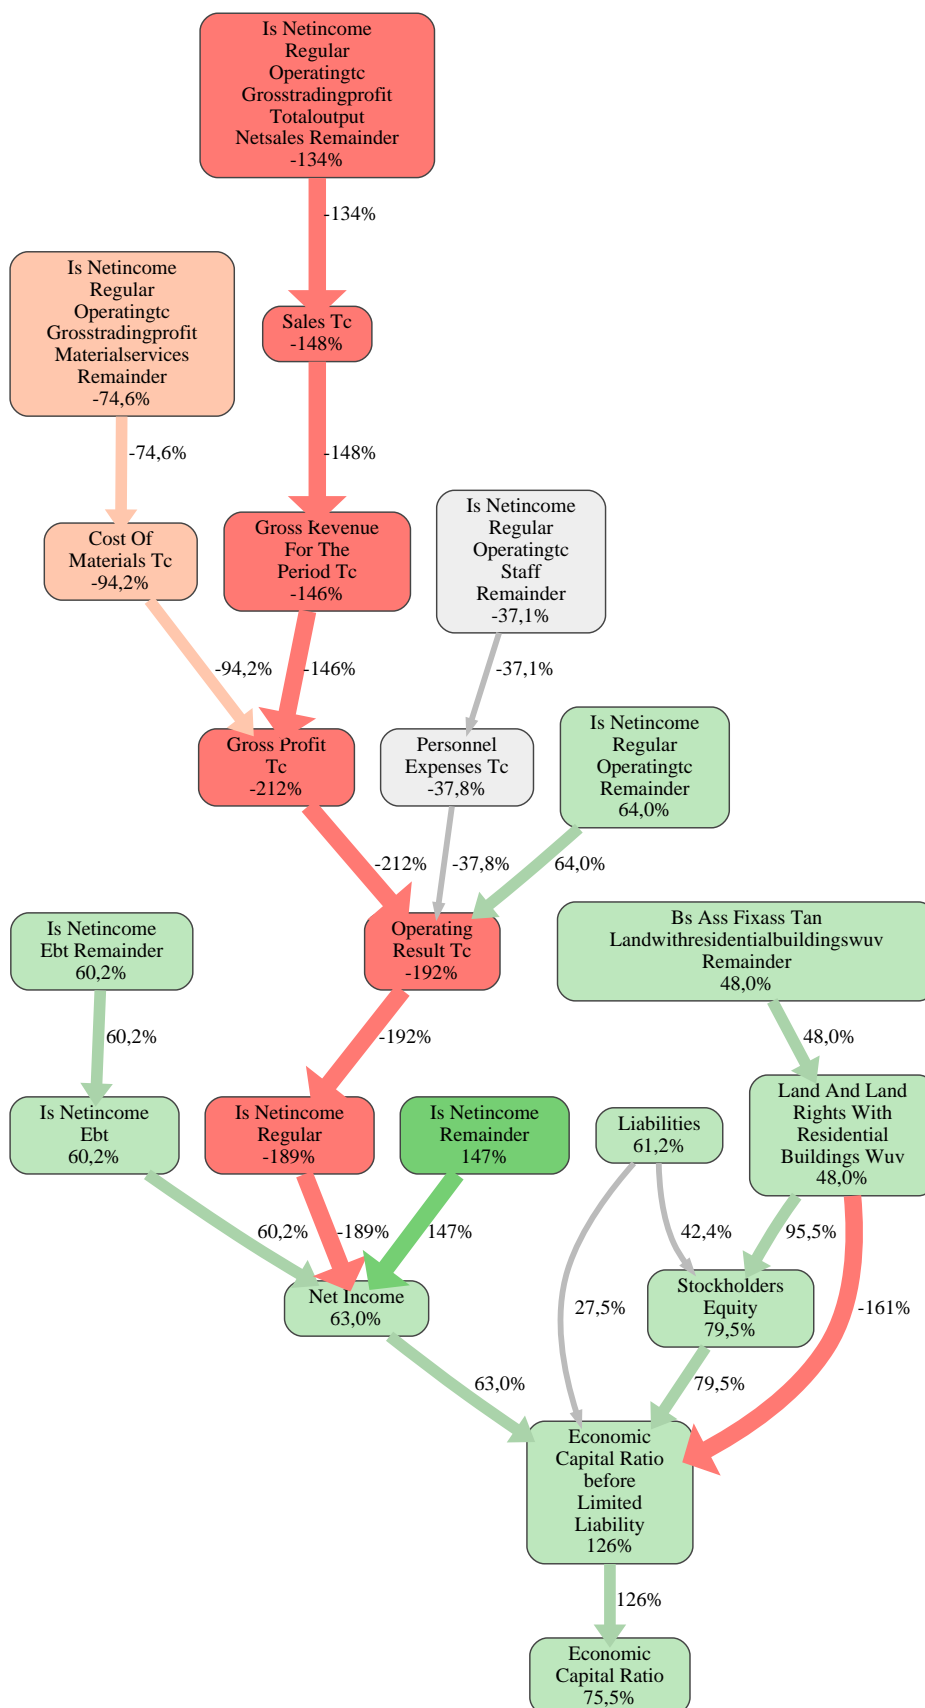 Is Netincome
Regular
Operatingtc
Grosstradingprofit
Totaloutput
Netsales Remainder
-134%
-134%
Is Netincome
Regular
Operatingtc
Grosstradingprofit
Materialservices
Remainder
-74,6%
Sales Tc
-148%
-74,6%
-148%
Is Netincome
Regular
Operatingtc
Staff
Remainder
-37,1%
Cost Of
Materials Tc
-94,2%
Gross Revenue
For The
Period Tc
-146%
-94,2%
-146%
-37,1%
Gross Profit
Tc
-212%
Personnel
Expenses Tc
-37,8%
Is Netincome
Regular
Operatingtc
Remainder
64,0%
-212%
-37,8%
64,0%
Is Netincome
Ebt Remainder
60,2%
Operating
Result Tc
-192%
Bs Ass Fixass Tan
Landwithresidentialbuildingswuv
Remainder
48,0%
60,2%
-192%
48,0%
Is Netincome
Ebt
60,2%
Is Netincome
Regular
-189%
Is Netincome
Remainder
147%
Liabilities
61,2%
Land And Land
Rights With
Residential
Buildings Wuv
48,0%
60,2%
-189%
147%
42,4%
95,5%
Net Income
63,0%
27,5%
Stockholders
Equity
79,5%
-161%
63,0%
79,5%
Economic
Capital Ratio
before
Limited
Liability
126%
126%
Economic
Capital Ratio
75,5%